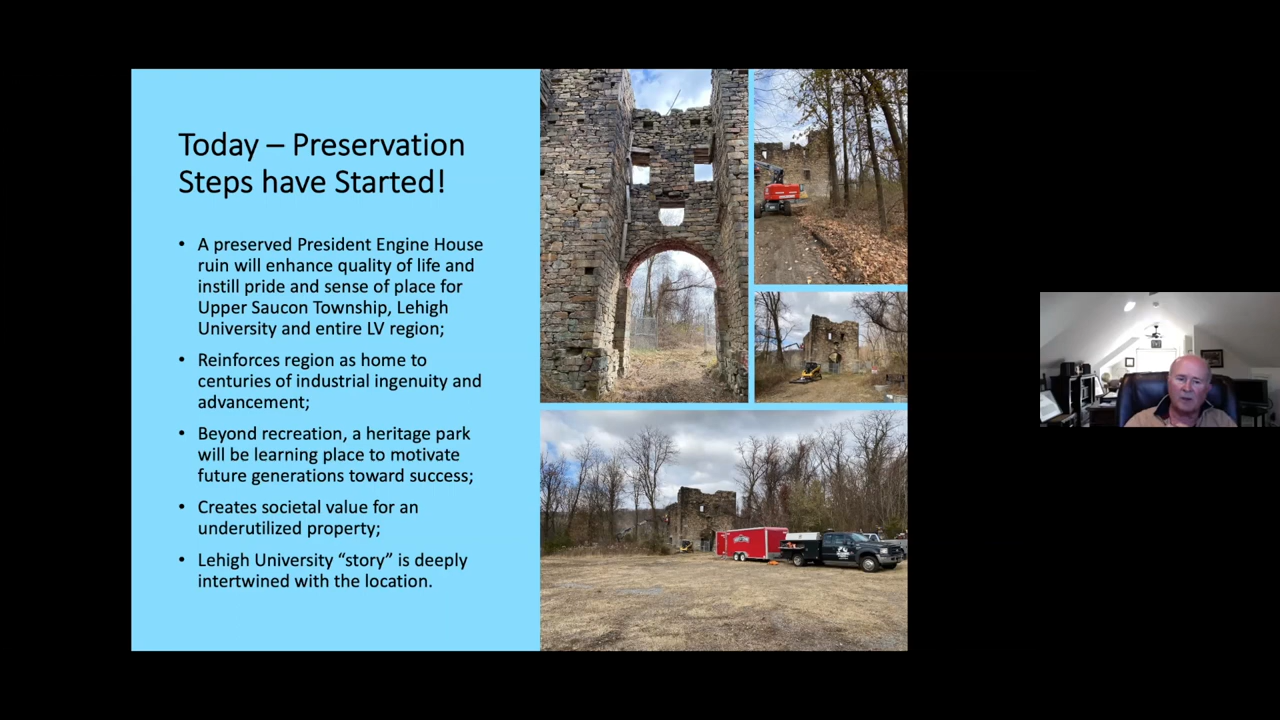 Today – Preservation
Steps have Started!
• A preserved President Engine House
ruin will enhance quality of life and
instill pride and sense of place for
Upper Saucon Township, Lehigh
University and entire LV region;
• Reinforces region as home to
centuries of industrial ingenuity and
advancement;
• Beyond recreation, a heritage park
will be learning place to motivate
future generations toward success;
• Creates societal value for an
underutilized property;
• Lehigh University “story” is deeply
intertwined with the location.